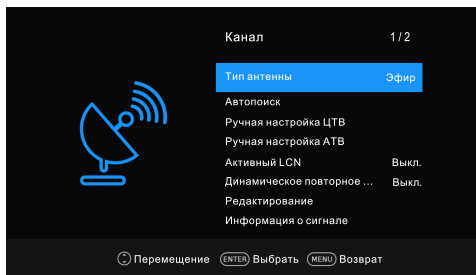 Канал 1/2
Тип антенны Эфир
Автопоиск
Ручная настройка ЦТВ
Ручная настройка АТВ
Активный LCN Выкл.
Динамическое повторное ... Выкл.
Редактирование
Информация о сигнале
Перемещение ENTER Выбрать MENU Возврат